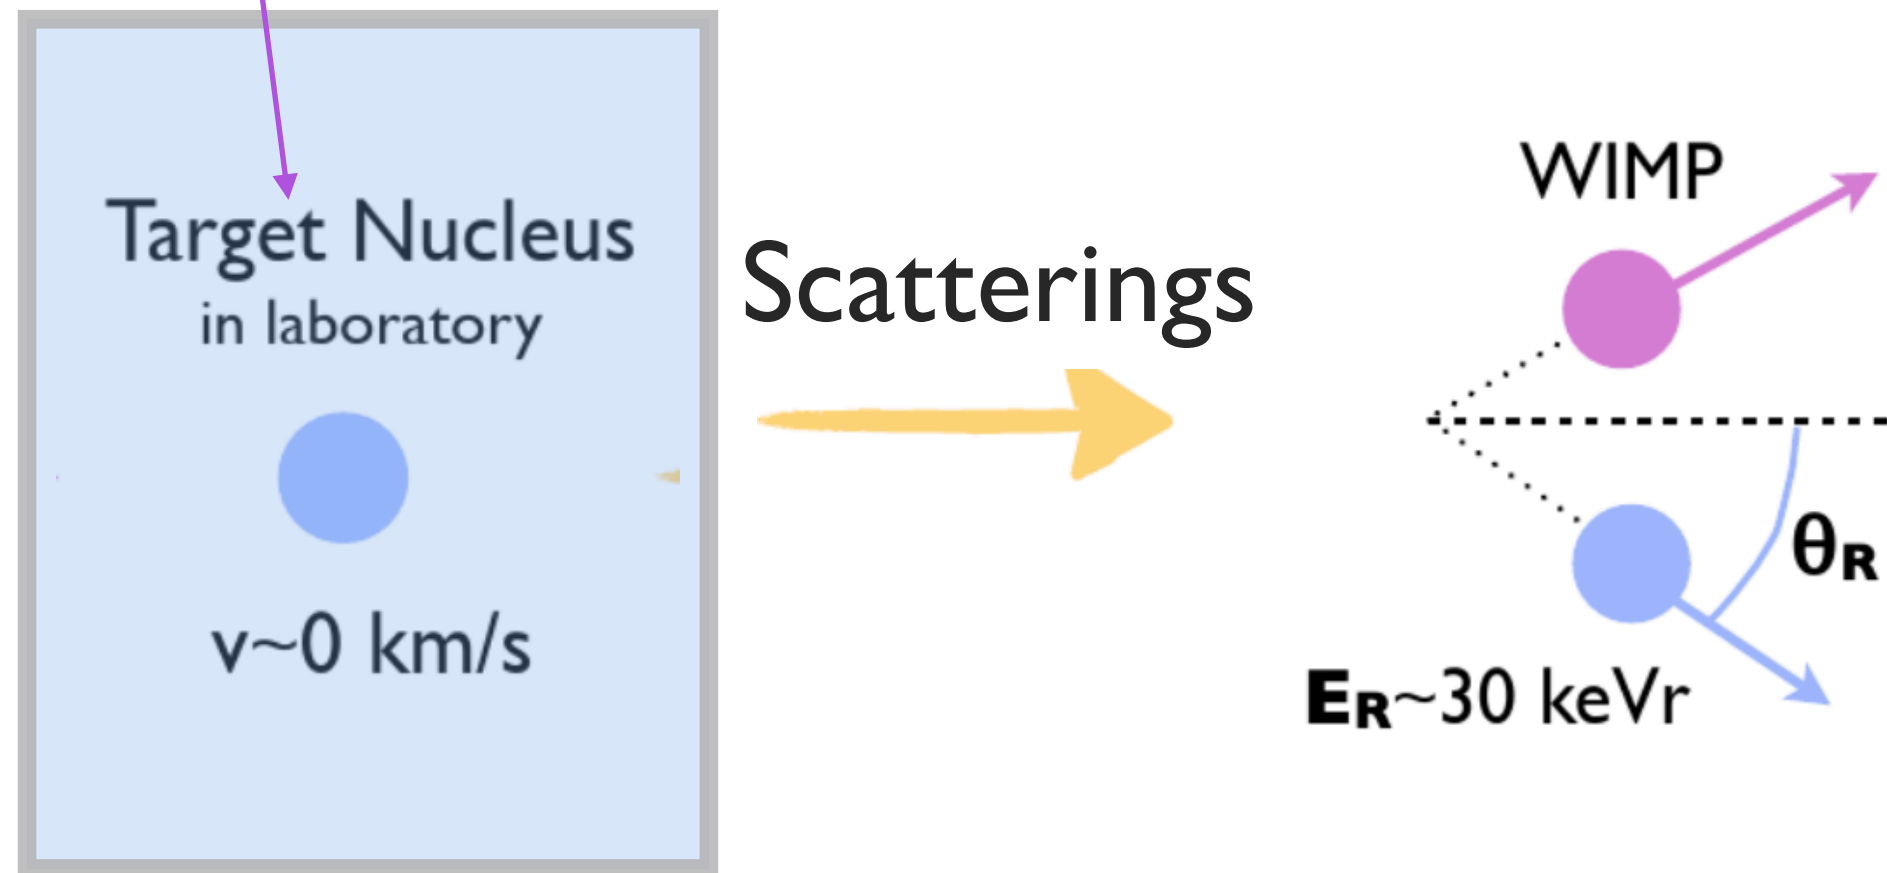 Target Nucleus
in laboratory
v~0 km/s
Scatterings
WIMP
θR
ER~30 keVr